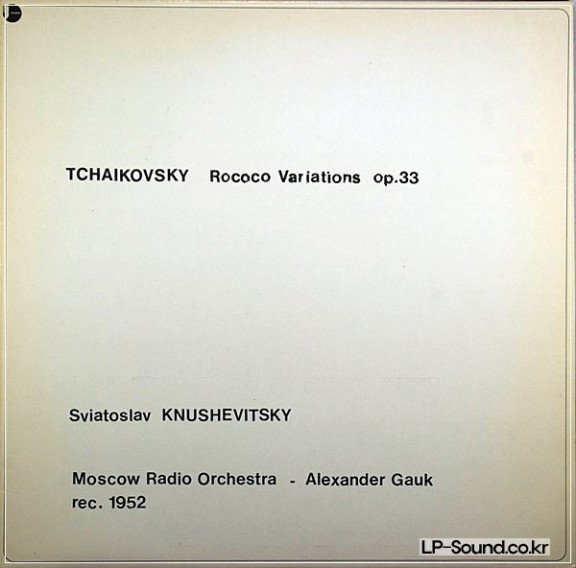 TCHAIKOVSKY Rococo Variations op.33
Sviatoslav KNUSHEVITSKY
Moscow Radio Orchestra - Alexander Gauk
rec. 1952
LP-Sound.co.kr